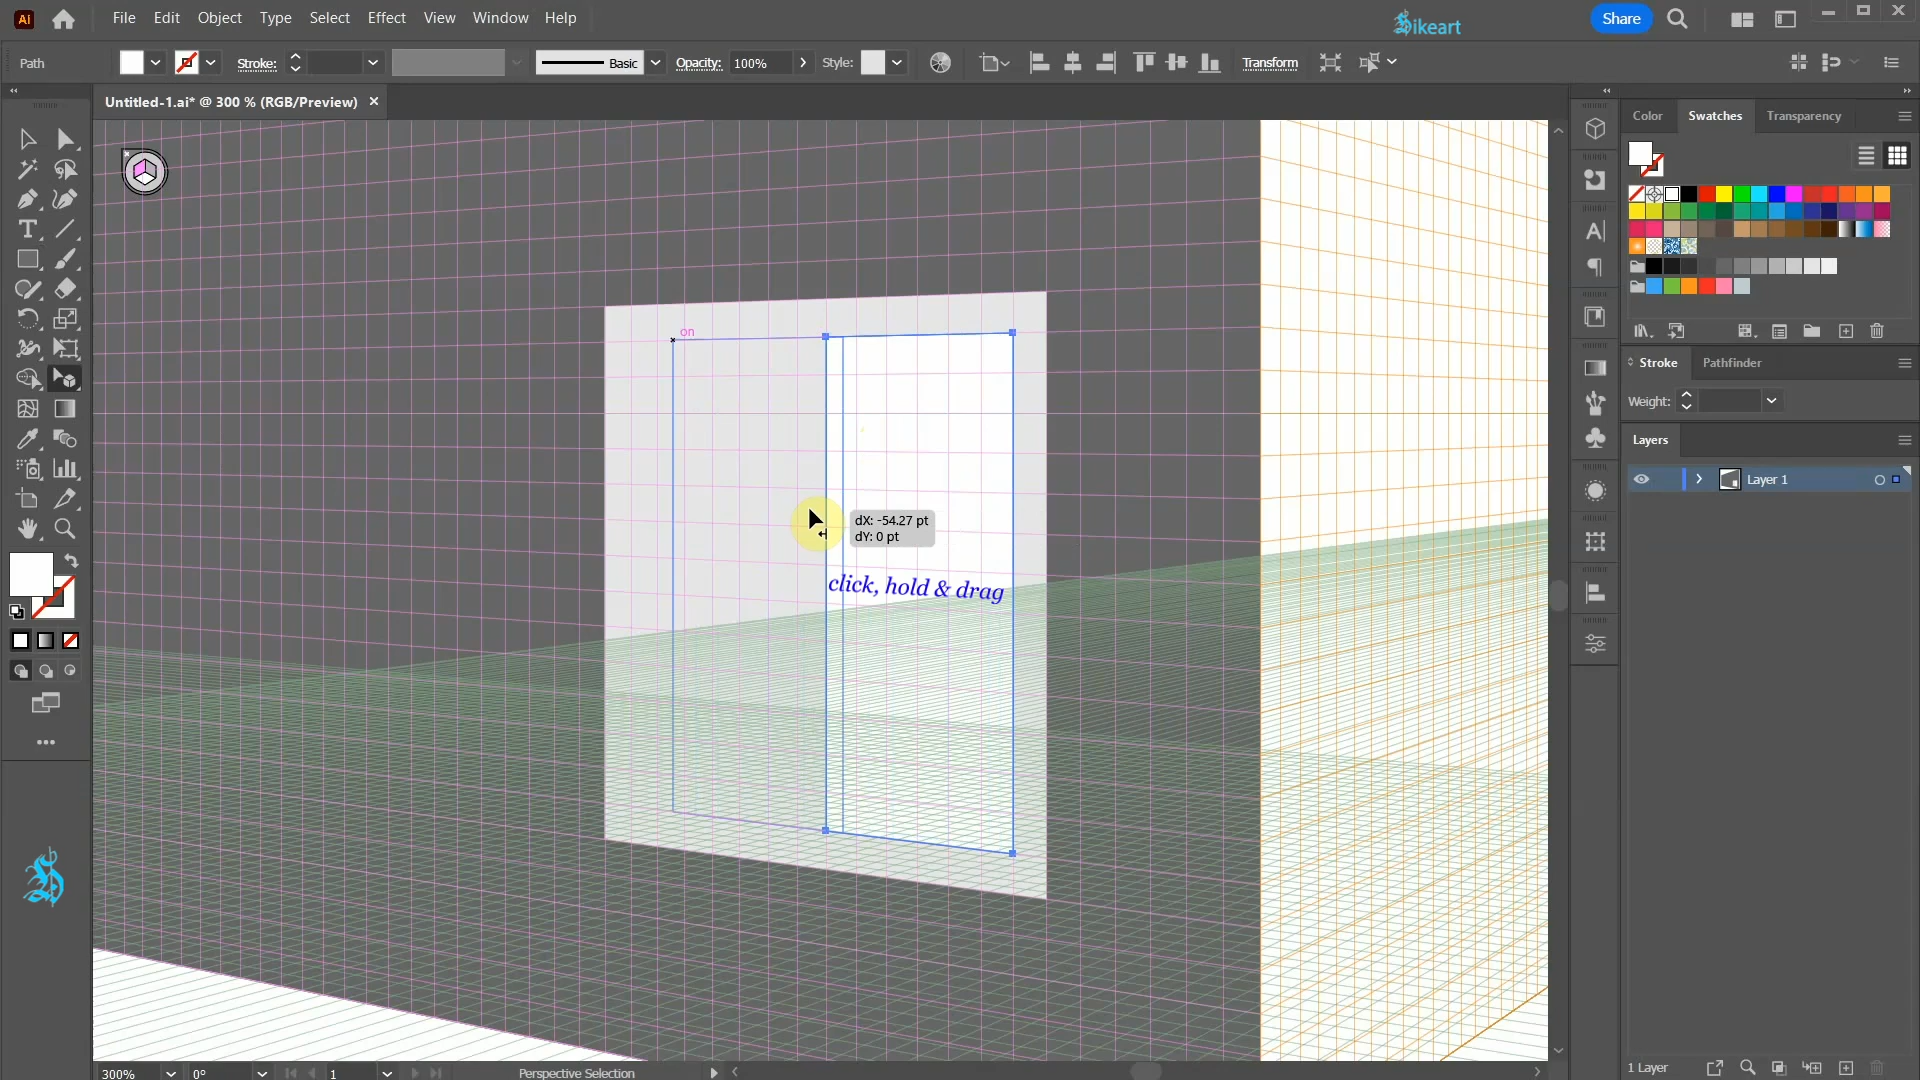 Ai
File
Edit
Object
Type
Select
Effect
View
Window
Help
Sikeart
Share
Path
Stroke:
Basic
Opacity:
100%
Style:
Transform
Untitled-1.ai* @ 300 % (RGB/Preview)
Color
Swatches
Transparency
on
dX: -54.27 pt
dY: 0 pt
click, hold & drag
Stroke
Pathfinder
Weight:
Layers
Layer 1
1 Layer
300%
0°
1
Perspective Selection